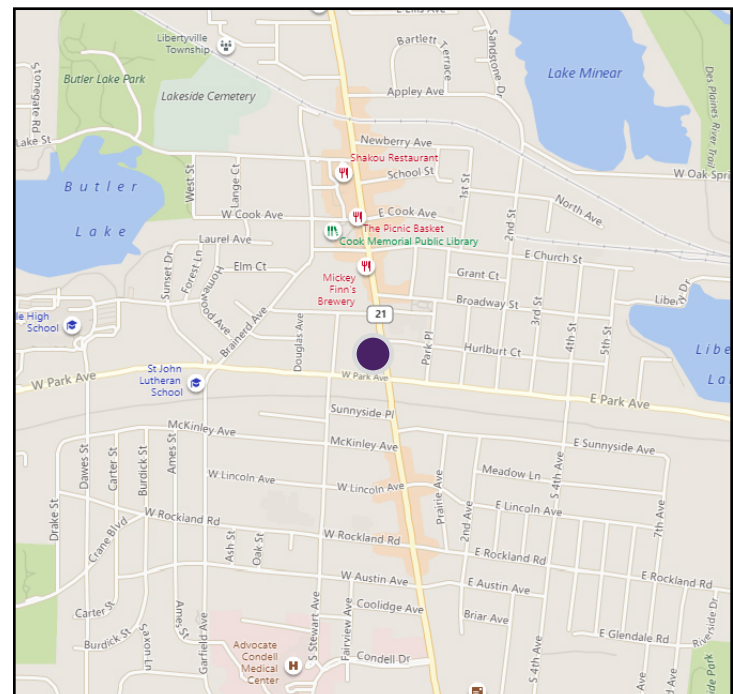 E Ellis Ave
Libertyville
Township
Bartlett Terrace
Sandstone Dr
Lake Minear
Stonegate Rd
Butler Lake Park
Lakeside Cemetery
Appley Ave
Des Plaines River Trail
Lake St
Newberry Ave
Shakou Restaurant
School St
W Oak Spri
West St
Lange Ct
1st St
Butler
Lake
W Cook Ave
E Cook Ave
North Ave
The Picnic Basket
Cook Memorial Public Library
2nd St
Laurel Ave
E Church St
Sunset Dr
Forest Ln
Elm Ct
Homewood Ave
Mickey
Finn's
Brewery
Grant Ct
Broadway St
Liberty Dr
le High
School
Brainerd Ave
Douglas Ave
21
Park Pl
3rd St
4th St
5th St
Hurlburt Ct
Libe
La
W Park Ave
St John
Lutheran
School
W Park Ave
E Park Ave
Sunnyside Pl
McKinley Ave
McKinley Ave
E Sunnyside Ave
Dawes St
Carter St
Burdick St
Ames St
Meadow Ln
W Lincoln Ave
W Lincoln Ave
Prairie Ave
2nd Ave
S 4th Ave
E Lincoln Ave
7th Ave
Drake St
Crane Blvd
W Rockland Rd
W Rockland Rd
Ash St
Oak St
E Rockland Rd
E Rockland Rd
W Austin Ave
E Austin Ave
Carter St
Ames St
Garfield Ave
S Stewart Ave
Fairview Ave
Coolidge Ave
Briar Ave
Riverside Dr
Burdick St
Saxon Ln
E Glendale Rd
Advocate
Condell
Medical
Center
H
Condell Dr
S 4th Ave
de Park